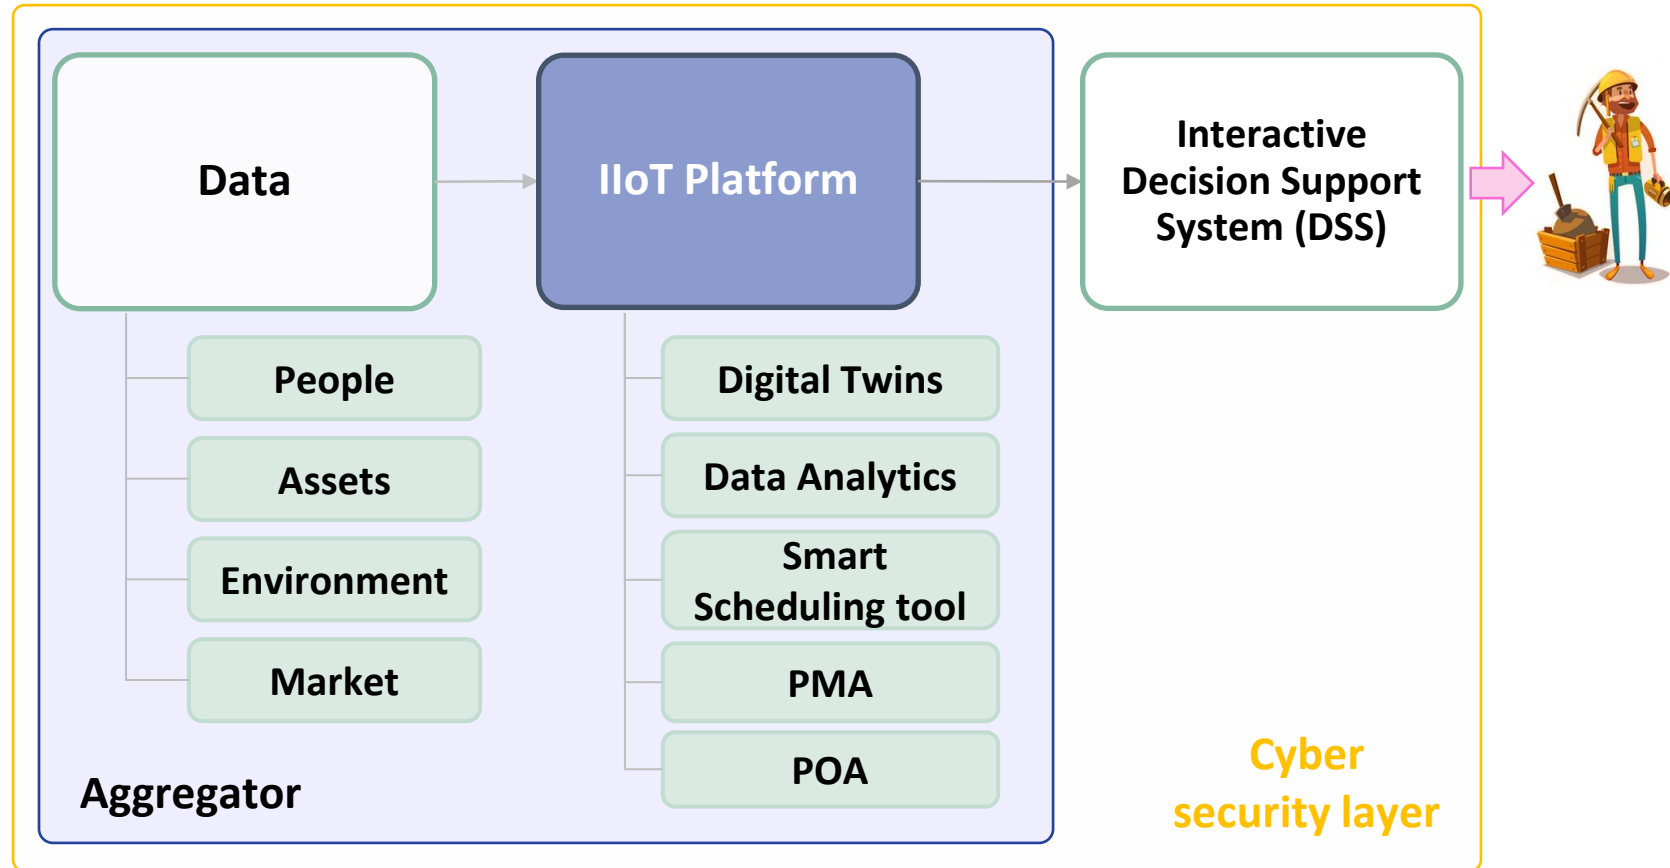 Data
IIoT Platform
Interactive
Decision Support
System (DSS)
People
Assets
Environment
Market
Digital Twins
Data Analytics
Smart
Scheduling tool
PMA
POA
Aggregator
Cyber
security layer